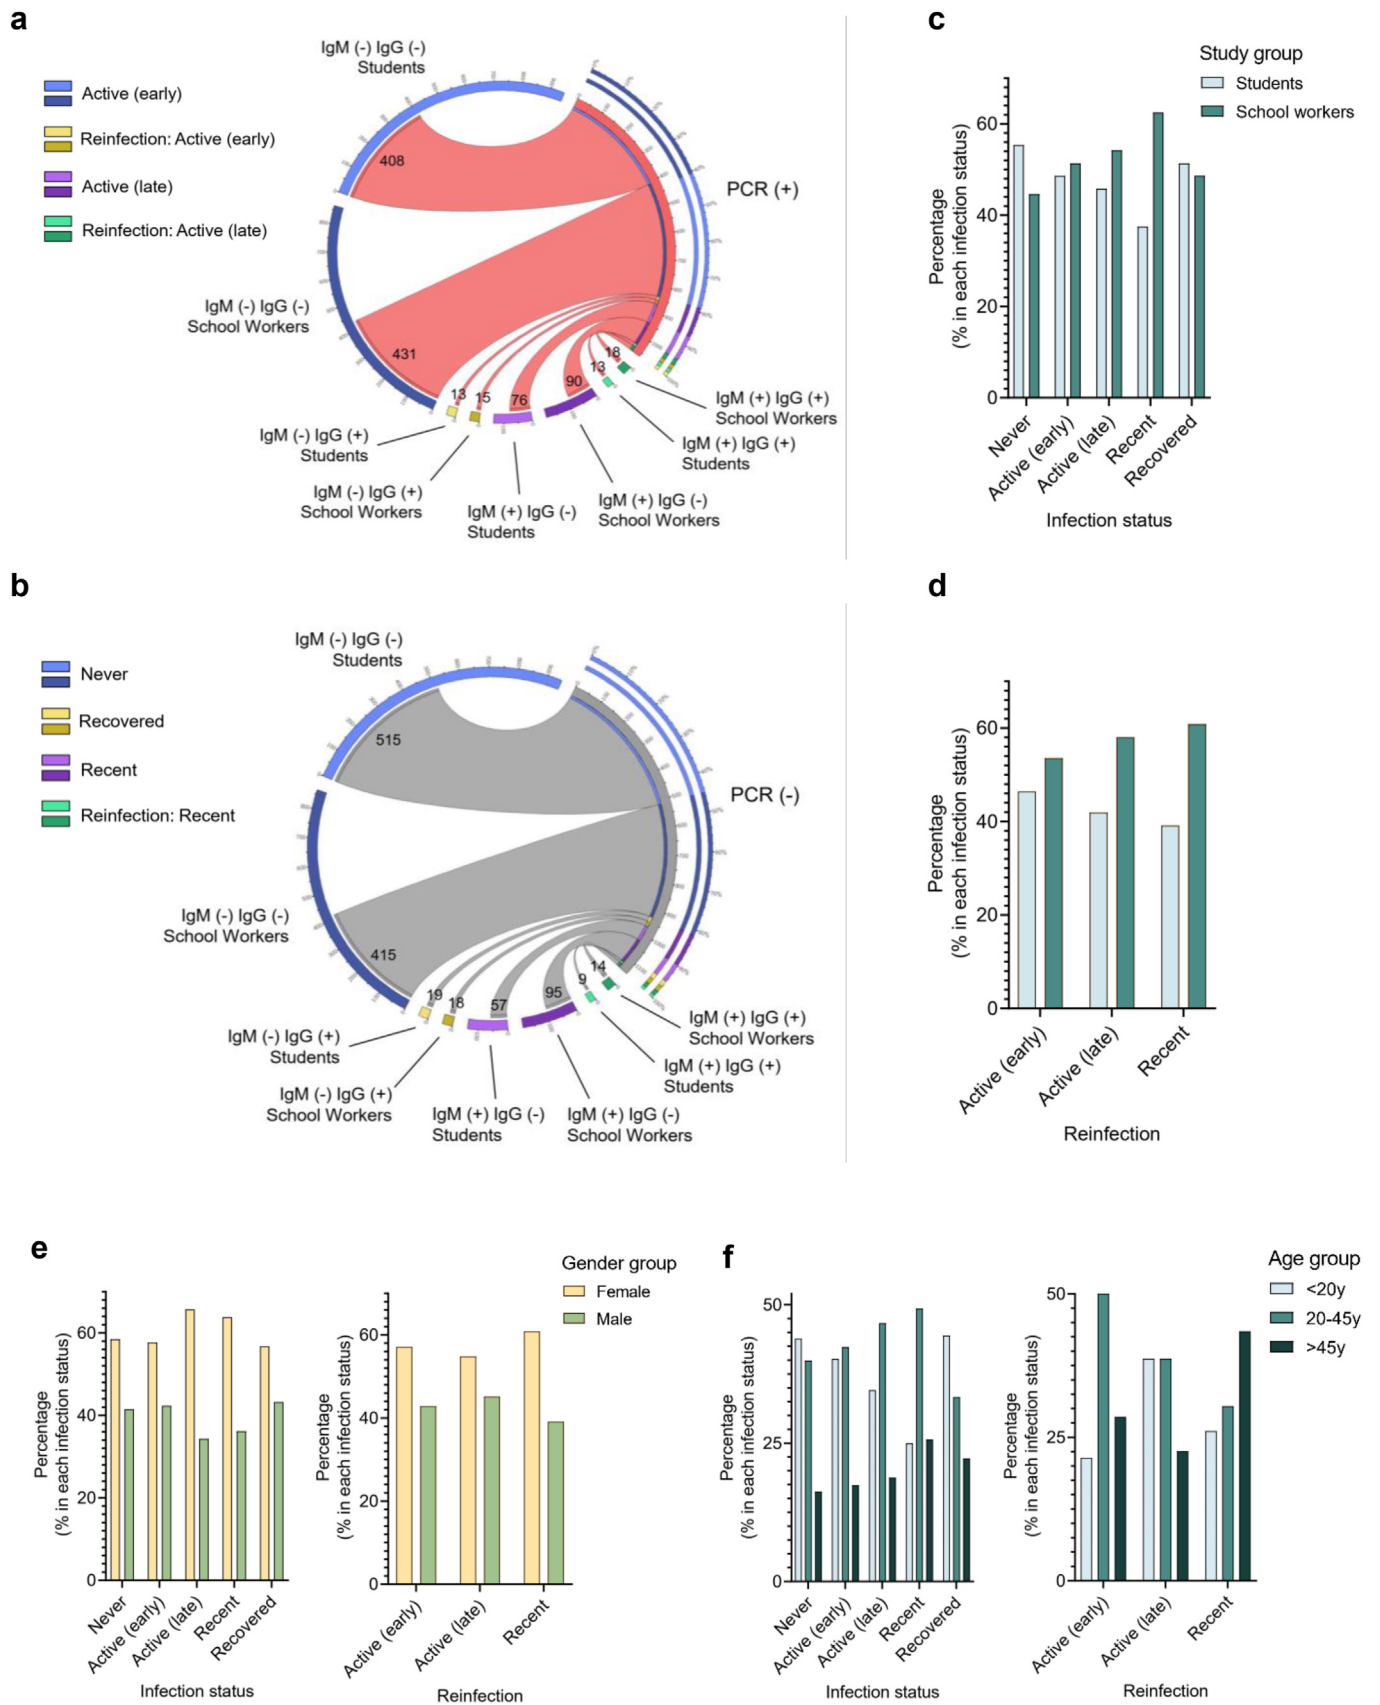 a
IgM (-) IgG (-)
Students
Active (early)
Reinfection: Active (early)
Active (late)
Reinfection: Active (late)
408
PCR (+)
IgM (-) IgG (-)
School Workers
431
13
15
76
90
13
18
IgM (+) IgG (+)
School Workers
IgM (-) IgG (+)
Students
IgM (+) IgG (+)
Students
IgM (-) IgG (+)
School Workers
IgM (+) IgG (-)
Students
IgM (+) IgG (-)
School Workers
c
Study group
Students
School workers
Percentage
(% in each infection status)
60
40
20
0
Never
Active (early)
Active (late)
Recent
Recovered
Infection status
b
IgM (-) IgG (-)
Students
Never
Recovered
Recent
Reinfection: Recent
515
PCR (-)
IgM (-) IgG (-)
School Workers
415
19
18
57
95
9
14
IgM (+) IgG (+)
School Workers
IgM (-) IgG (+)
Students
IgM (+) IgG (+)
Students
IgM (-) IgG (+)
School Workers
IgM (+) IgG (-)
Students
IgM (+) IgG (-)
School Workers
d
Percentage
(% in each infection status)
60
40
20
0
Active (early)
Active (late)
Recent
Reinfection
e
Gender group
Female
Male
Percentage
(% in each infection status)
60
40
20
0
Never
Active (early)
Active (late)
Recent
Recovered
Infection status
Percentage
(% in each infection status)
60
40
20
0
Active (early)
Active (late)
Recent
Reinfection
f
Age group
<20y
20-45y
>45y
Percentage
(% in each infection status)
50
25
0
Never
Active (early)
Active (late)
Recent
Recovered
Infection status
Percentage
(% in each infection status)
50
25
0
Active (early)
Active (late)
Recent
Reinfection